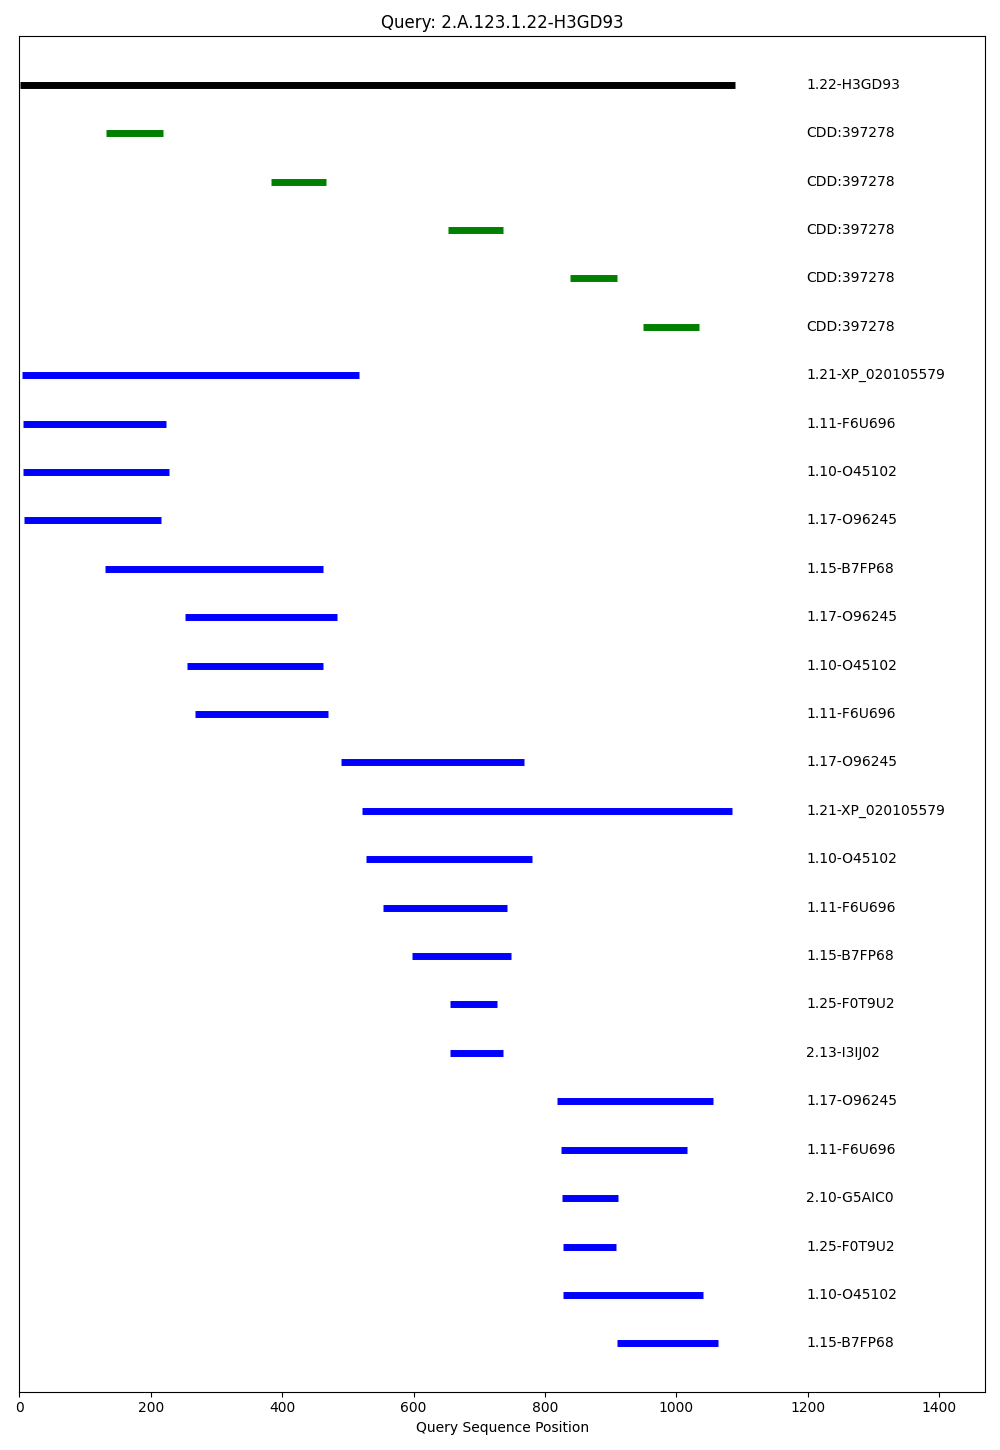 Query: 2.A.123.1.22-H3GD93
1.22-H3GD93
CDD:397278
CDD:397278
CDD:397278
CDD:397278
CDD:397278
1.21-XP_020105579
1.11-F6U696
1.10-O45102
1.17-O96245
1.15-B7FP68
1.17-O96245
1.10-O45102
1.11-F6U696
1.17-O96245
1.21-XP_020105579
1.10-O45102
1.11-F6U696
1.15-B7FP68
1.25-F0T9U2
2.13-I3IJ02
1.17-O96245
1.11-F6U696
2.10-G5AIC0
1.25-F0T9U2
1.10-O45102
1.15-B7FP68
0 200 400 600 800 1000 1200 1400
Query Sequence Position